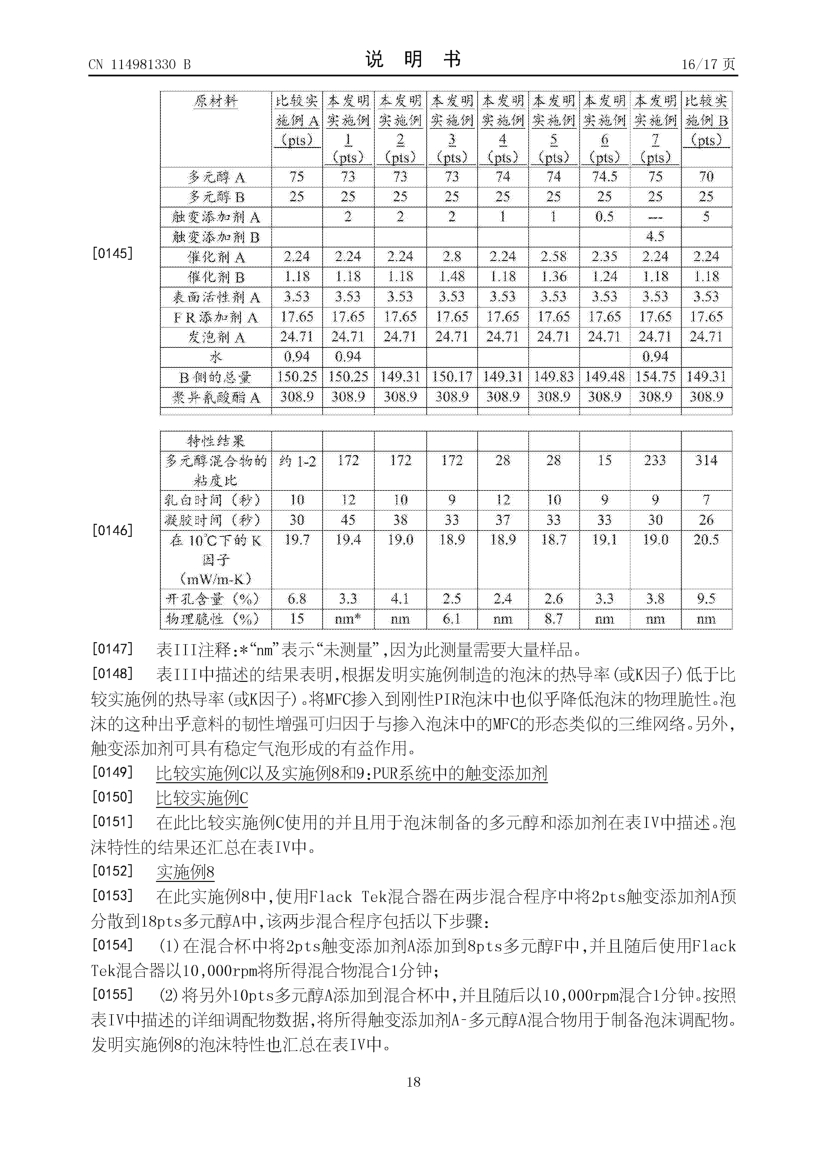 CN 114981330 B
说 明 书
16/17 页
[0145]
原材料 比较实施例 A (pts) 本发明实施例 1 (pts) 本发明实施例 2 (pts) 本发明实施例 3 (pts) 本发明实施例 4 (pts) 本发明实施例 5 (pts) 本发明实施例 6 (pts) 本发明实施例 7 (pts) 比较实施例 B (pts)
多元醇 A 75 73 73 73 74 74 74.5 75 70
多元醇 B 25 25 25 25 25 25 25 25 25
触变添加剂 A 2 2 2 1 1 0.5 --- 5
触变添加剂 B 4.5
催化剂 A 2.24 2.24 2.24 2.8 2.24 2.58 2.35 2.24 2.24
催化剂 B 1.18 1.18 1.18 1.48 1.18 1.36 1.24 1.18 1.18
表面活性剂 A 3.53 3.53 3.53 3.53 3.53 3.53 3.53 3.53 3.53
FR添加剂 A 17.65 17.65 17.65 17.65 17.65 17.65 17.65 17.65 17.65
发泡剂 A 24.71 24.71 24.71 24.71 24.71 24.71 24.71 24.71 24.71
水 0.94 0.94 0.94
B 侧的总量 150.25 150.25 149.31 150.17 149.31 149.83 149.48 154.75 149.31
聚异氰酸酯 A 308.9 308.9 308.9 308.9 308.9 308.9 308.9 308.9 308.9
[0146]
特性结果
多元醇混合物的粘度比 约 1-2 172 172 172 28 28 15 233 314
乳白时间（秒） 10 12 10 9 12 10 9 9 7
凝胶时间（秒） 30 45 38 33 37 33 33 30 26
在 10℃下的 K 因子（mW/m-K） 19.7 19.4 19.0 18.9 18.9 18.7 19.1 19.0 20.5
开孔含量（%） 6.8 3.3 4.1 2.5 2.4 2.6 3.3 3.8 9.5
物理脆性（%） 15 nm* nm 6.1 nm 8.7 nm nm nm
[0147] 表III注释:*“nm”表示“未测量”,因为此测量需要大量样品。
[0148] 表III中描述的结果表明,根据发明实施例制造的泡沫的热导率(或K因子)低于比
较实施例的热导率(或K因子)。将MFC掺入到刚性PIR泡沫中也似乎降低泡沫的物理脆性。泡
沫的这种出乎意料的韧性增强可归因于与掺入泡沫中的MFC的形态类似的三维网络。另外,
触变添加剂可具有稳定气泡形成的有益作用。
[0149] 比较实施例C以及实施例8和9:PUR系统中的触变添加剂
[0150] 比较实施例C
[0151] 在此比较实施例C使用的并且用于泡沫制备的多元醇和添加剂在表IV中描述。泡
沫特性的结果还汇总在表IV中。
[0152] 实施例8
[0153] 在此实施例8中,使用Flack Tek混合器在两步混合程序中将2pts触变添加剂A预
分散到18pts多元醇A中,该两步混合程序包括以下步骤:
[0154] (1)在混合杯中将2pts触变添加剂A添加到8pts多元醇F中,并且随后使用Flack
Tek混合器以10,000rpm将所得混合物混合1分钟;
[0155] (2)将另外10pts多元醇A添加到混合杯中,并且随后以10,000rpm混合1分钟。按照
表IV中描述的详细调配物数据,将所得触变添加剂A-多元醇A混合物用于制备泡沫调配物。
发明实施例8的泡沫特性也汇总在表IV中。
18